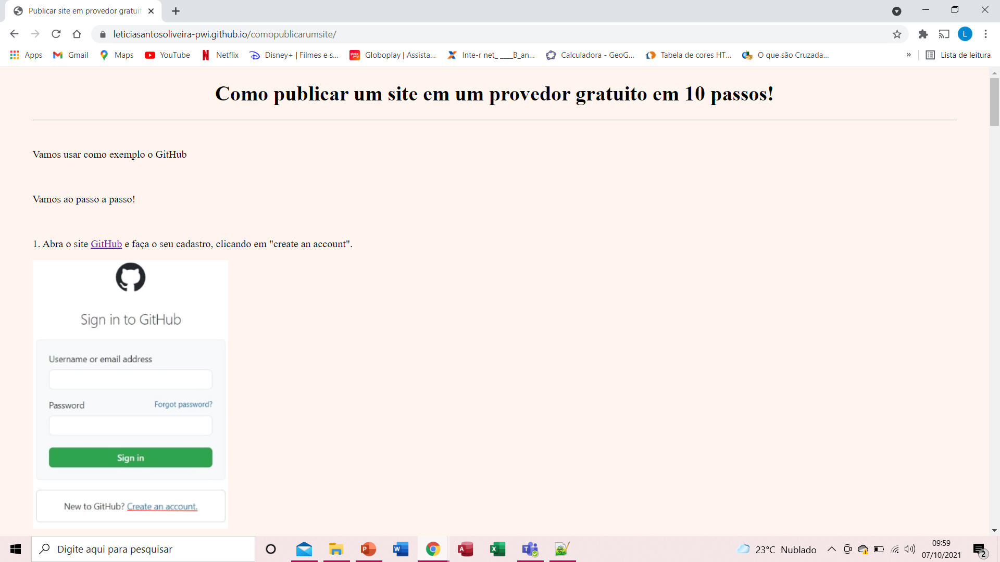 Publicar site em provedor gratuit
leticiasantosoliveira-pwi.github.io/comopublicarumsite/
L
Apps Gmail Maps YouTube Netflix Disney+ | Filmes e s... Globoplay | Assista... Inte-r net_ ____B_an... Calculadora - GeoG... Tabela de cores HT... O que são Cruzada... » Lista de leitura
Como publicar um site em um provedor gratuito em 10 passos!
Vamos usar como exemplo o GitHub
Vamos ao passo a passo!
1. Abra o site GitHub e faça o seu cadastro, clicando em "create an account".
Sign in to GitHub
Username or email address
Password Forgot password?
Sign in
New to GitHub? Create an account.
Digite aqui para pesquisar
23°C Nublado
09:59
07/10/2021
2